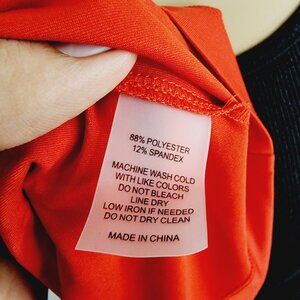 88% POLYESTER
12% SPANDEX
MACHINE WASH COLD
WITH LIKE COLORS
DO NOT BLEACH
LINE DRY
LOW IRON IF NEEDED
DO NOT DRY CLEAN
MADE IN CHINA